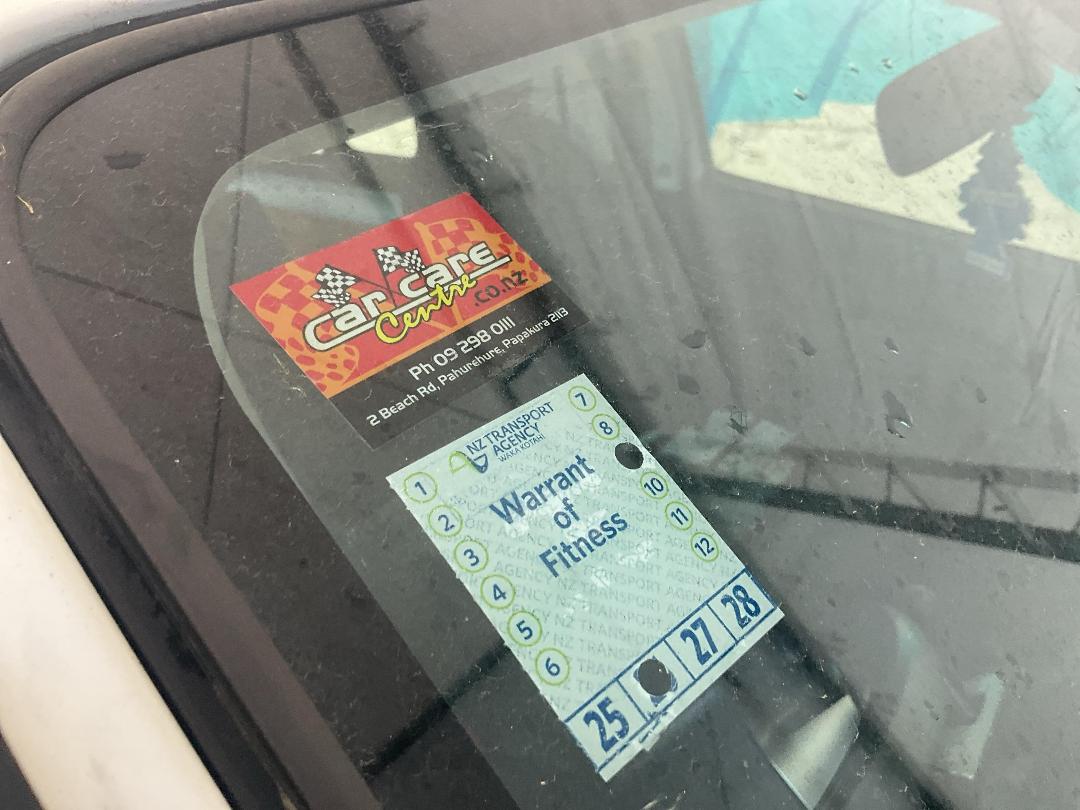 car care
Centre
.co.nz
Ph 09 298 0111
2 Beach Rd, Pahurehure, Papakura 2113
NZ TRANSPORT
AGENCY
WAKA KOTAHI
Warrant
of
Fitness
1
2
3
4
5
6
7
8
10
11
12
25
27
28